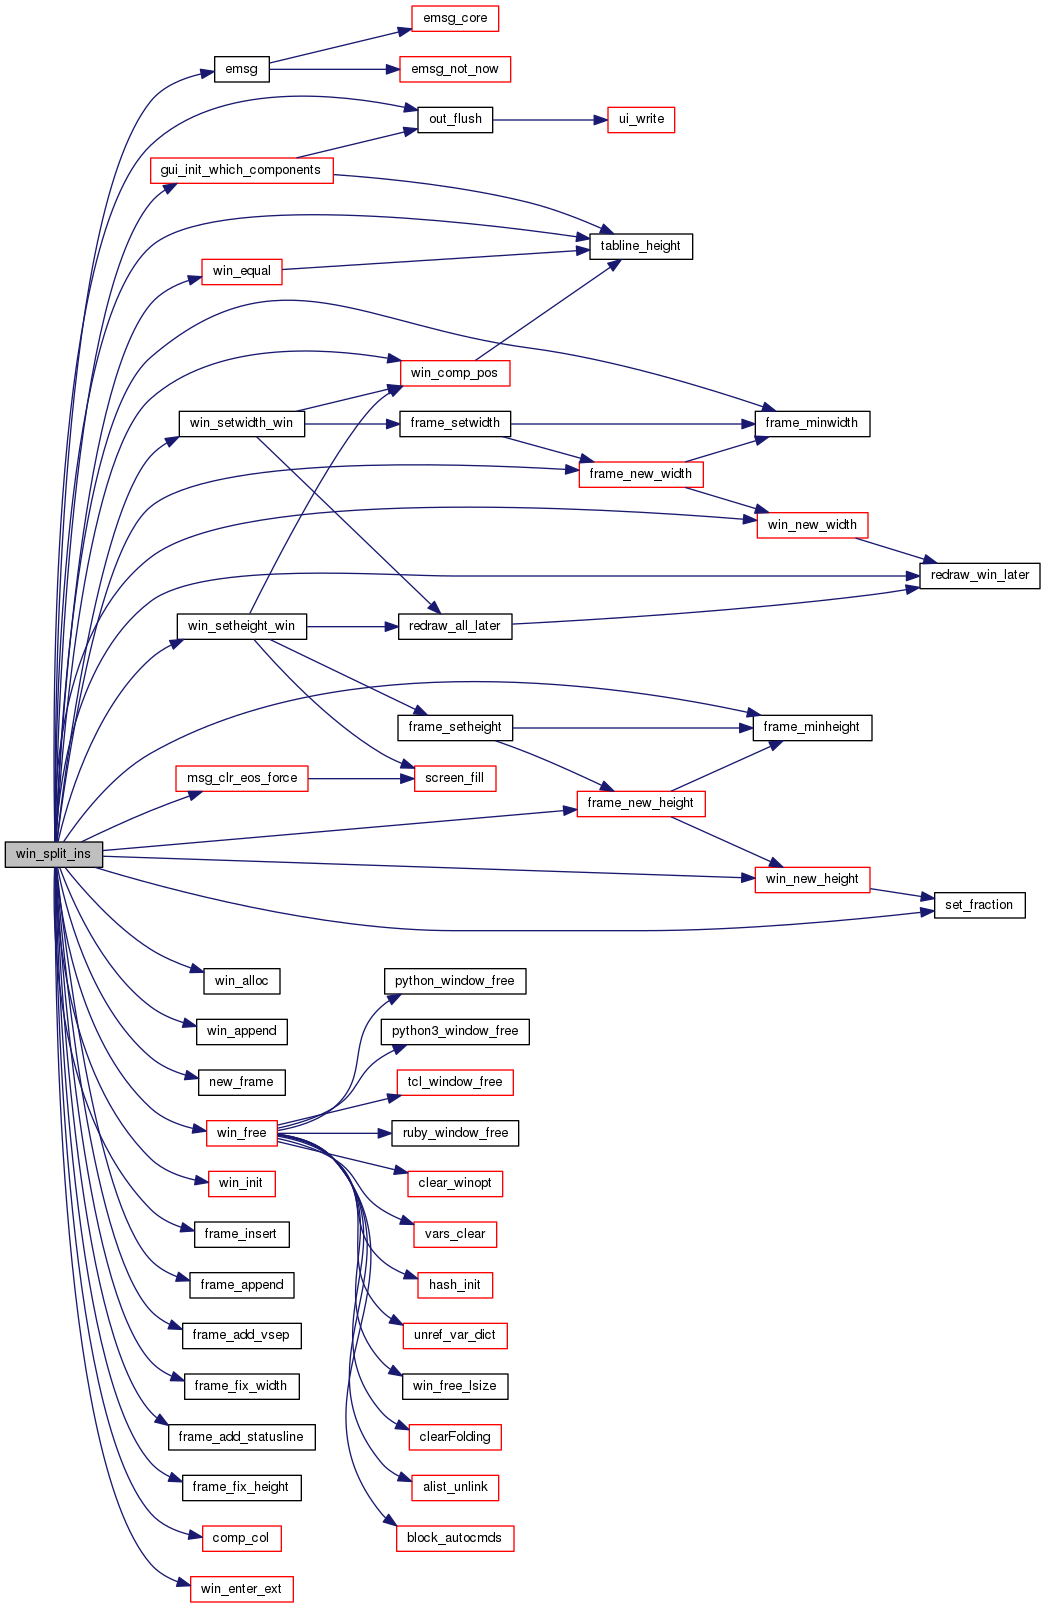 emsg_core
emsg
emsg_not_now
out_flush
ui_write
gui_init_which_components
tabline_height
win_equal
win_comp_pos
win_setwidth_win
frame_setwidth
frame_minwidth
frame_new_width
win_new_width
redraw_win_later
win_setheight_win
redraw_all_later
frame_setheight
frame_minheight
msg_clr_eos_force
screen_fill
frame_new_height
win_split_ins
win_new_height
set_fraction
win_alloc
python_window_free
win_append
python3_window_free
new_frame
tcl_window_free
win_free
ruby_window_free
win_init
clear_winopt
frame_insert
vars_clear
frame_append
hash_init
frame_add_vsep
unref_var_dict
frame_fix_width
win_free_lsize
frame_add_statusline
clearFolding
frame_fix_height
alist_unlink
comp_col
block_autocmds
win_enter_ext